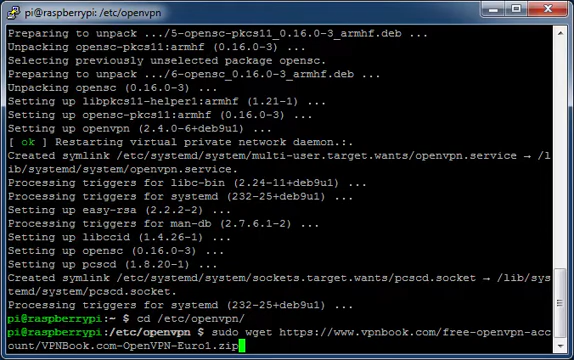 pi@raspberrypi: /etc/openvpn
Preparing to unpack .../5-opensc-pkcs11_0.16.0-3_armhf.deb ...
Unpacking opensc-pkcs11:armhf (0.16.0-3) ...
Selecting previously unselected package opensc.
Preparing to unpack .../6-opensc_0.16.0-3_armhf.deb ...
Unpacking opensc (0.16.0-3) ...
Setting up libpkcs11-helper1:armhf (1.21-1) ...
Setting up opensc-pkcs11:armhf (0.16.0-3) ...
Setting up openvpn (2.4.0-6+deb9u1) ...
[ ok ] Restarting virtual private network daemon.:.
Created symlink /etc/systemd/system/multi-user.target.wants/openvpn.service → /l
ib/systemd/system/openvpn.service.
Processing triggers for libc-bin (2.24-11+deb9u1) ...
Processing triggers for systemd (232-25+deb9u1) ...
Setting up easy-rsa (2.2.2-2) ...
Processing triggers for man-db (2.7.6.1-2) ...
Setting up libccid (1.4.26-1) ...
Setting up opensc (0.16.0-3) ...
Setting up pcscd (1.8.20-1) ...
Created symlink /etc/systemd/system/sockets.target.wants/pcscd.socket → /lib/sys
temd/system/pcscd.socket.
Processing triggers for systemd (232-25+deb9u1) ...
pi@raspberrypi:~ $ cd /etc/openvpn/
pi@raspberrypi:/etc/openvpn $ sudo wget https://www.vpnbook.com/free-openvpn-acc
ount/VPNBook.com-OpenVPN-Euro1.zip